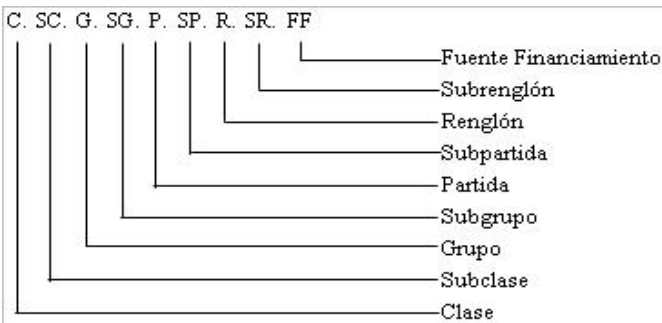 C. SC. G. SG. P. SP. R. SR. FF
Fuente Financiamiento
Subrenglón
Renglón
Subpartida
Partida
Subgrupo
Grupo
Subclase
Clase